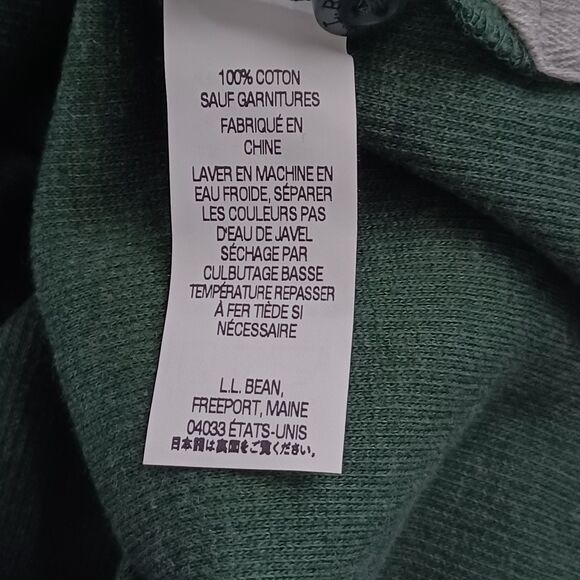 100% COTON
SAUF GARNITURES
FABRIQUÉ EN
CHINE
LAVER EN MACHINE EN
EAU FROIDE, SÉPARER
LES COULEURS PAS
D'EAU DE JAVEL
SÉCHAGE PAR
CULBUTAGE BASSE
TEMPÉRATURE REPASSER
À FER TIÈDE SI
NÉCESSAIRE
L.L. BEAN,
FREEPORT, MAINE
04033 ÉTATS-UNIS
日本語は裏面をご覧ください。